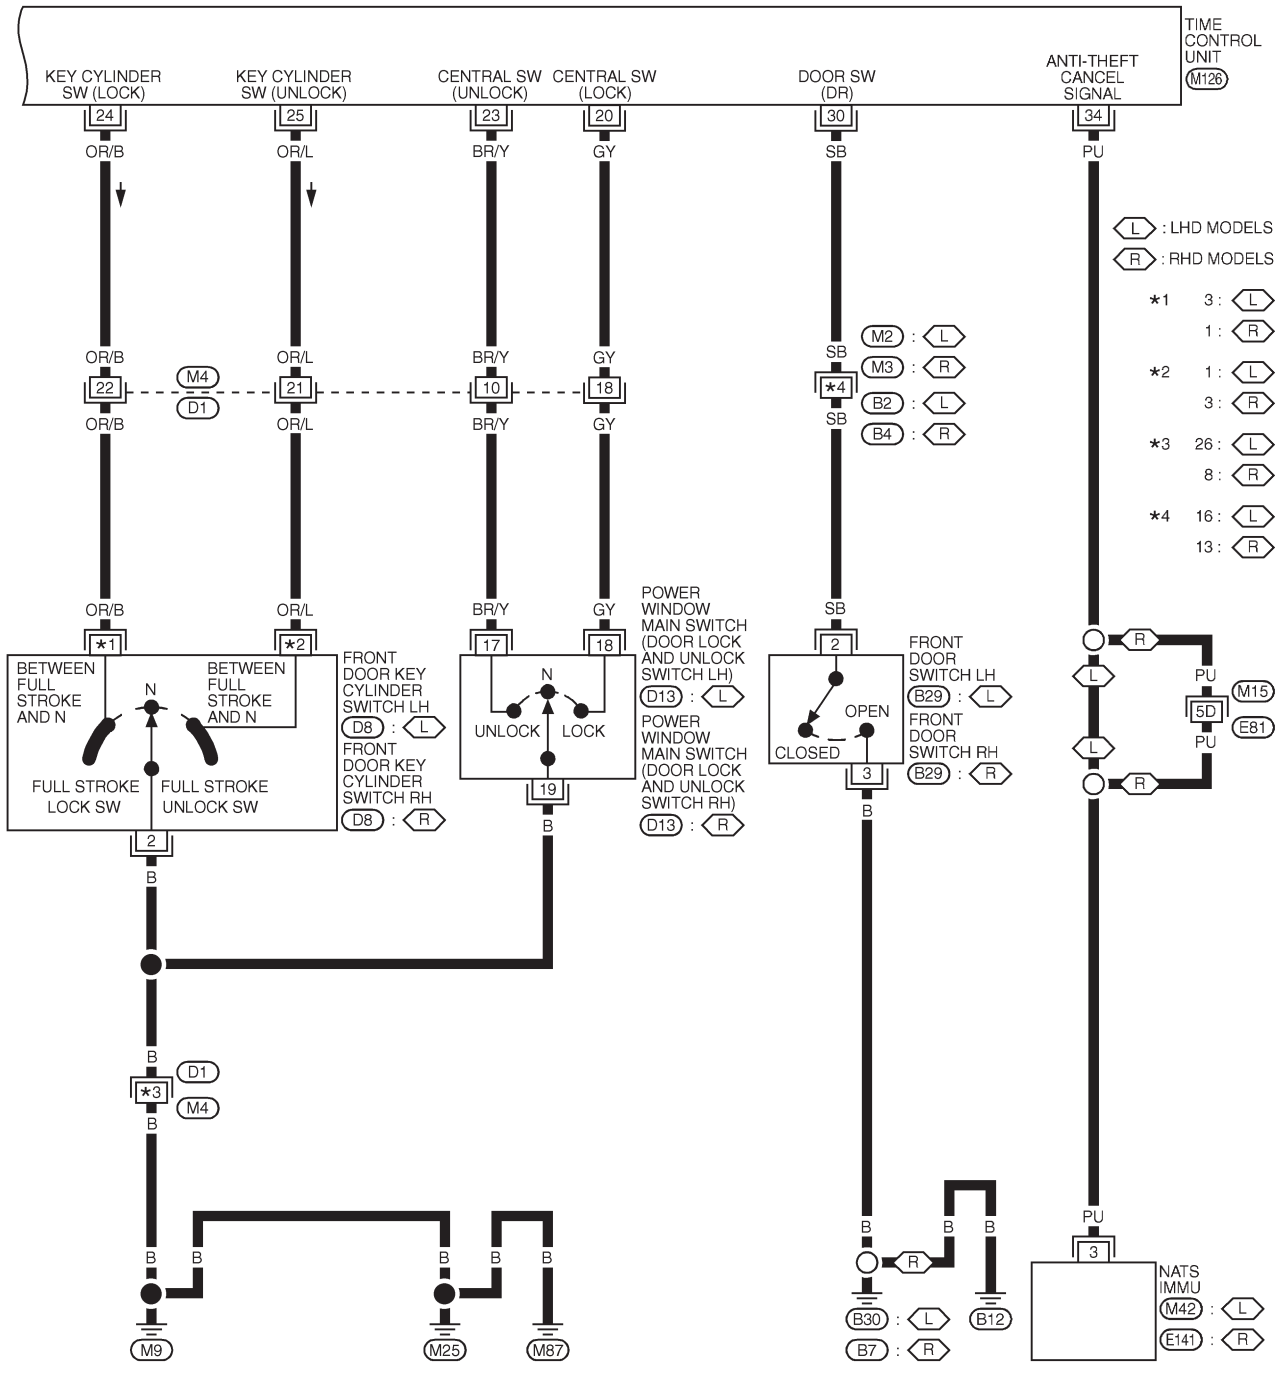 TIME
CONTROL
UNIT
M126
KEY CYLINDER
SW (LOCK)
KEY CYLINDER
SW (UNLOCK)
CENTRAL SW
(UNLOCK)
CENTRAL SW
(LOCK)
DOOR SW
(DR)
ANTI-THEFT
CANCEL
SIGNAL
24 25 23 20 30 34
OR/B OR/L BR/Y GY SB PU
L : LHD MODELS
R : RHD MODELS
*1 3 : L
1 : R
*2 1 : L
3 : R
*3 26 : L
8 : R
*4 16 : L
13 : R
OR/B OR/L BR/Y GY SB
M2 : L
M3 : R
22 M4 21 10 18 *4
D1
B2 : L
B4 : R
OR/B OR/L BR/Y GY SB
OR/B OR/L BR/Y GY SB
*1 *2 17 18 2
BETWEEN
FULL
STROKE
AND N
N
BETWEEN
FULL
STROKE
AND N
FULL STROKE
LOCK SW
FULL STROKE
UNLOCK SW
2
FRONT
DOOR KEY
CYLINDER
SWITCH LH
D8 : L
FRONT
DOOR KEY
CYLINDER
SWITCH RH
D8 : R
N
UNLOCK LOCK
19
POWER
WINDOW
MAIN SWITCH
(DOOR LOCK
AND UNLOCK
SWITCH LH)
D13 : L
POWER
WINDOW
MAIN SWITCH
(DOOR LOCK
AND UNLOCK
SWITCH RH)
D13 : R
OPEN
CLOSED
3
FRONT
DOOR
SWITCH LH
B29 : L
FRONT
DOOR
SWITCH RH
B29 : R
R
L
PU
M15
5D
E81
PU
L
R
B B B
B
D1
*3
M4
B
B B B B B
M9 M25 M87
B B B
R
B30 : L
B7 : R
B12
PU
3
NATS
IMMU
M42 : L
E141 : R